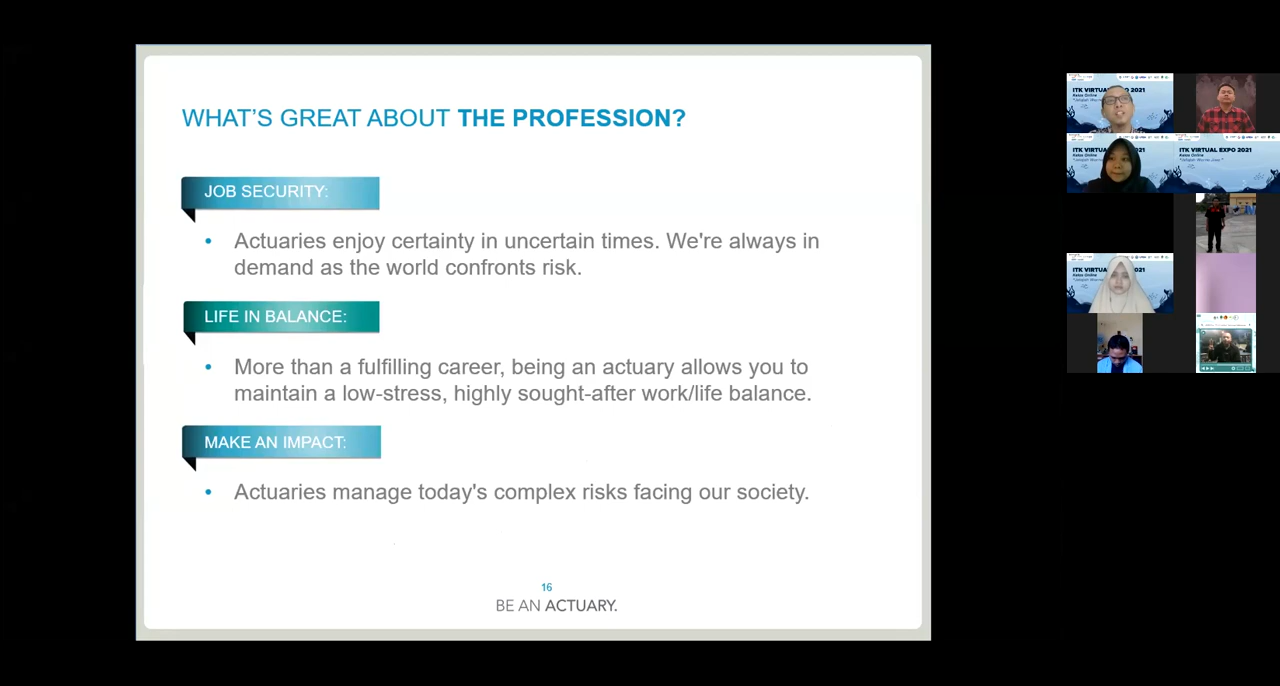 WHAT'S GREAT ABOUT THE PROFESSION?
JOB SECURITY:
• Actuaries enjoy certainty in uncertain times. We're always in
demand as the world confronts risk.
LIFE IN BALANCE:
• More than a fulfilling career, being an actuary allows you to
maintain a low-stress, highly sought-after work/life balance.
MAKE AN IMPACT:
• Actuaries manage today's complex risks facing our society.
16
BE AN ACTUARY.
ITK VIRTUAL EXPO 2021